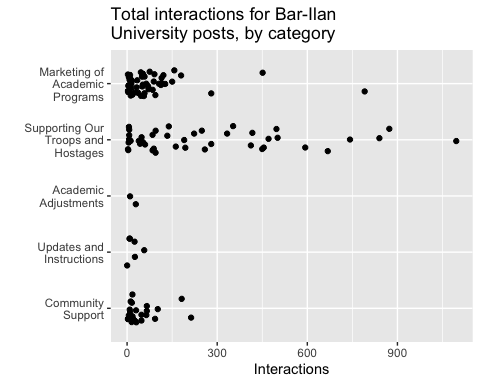 Total interactions for Bar-Ilan
University posts, by category
Marketing of
Academic
Programs
Supporting Our
Troops and
Hostages
Academic
Adjustments
Updates and
Instructions
Community
Support
0
300
600
900
Interactions